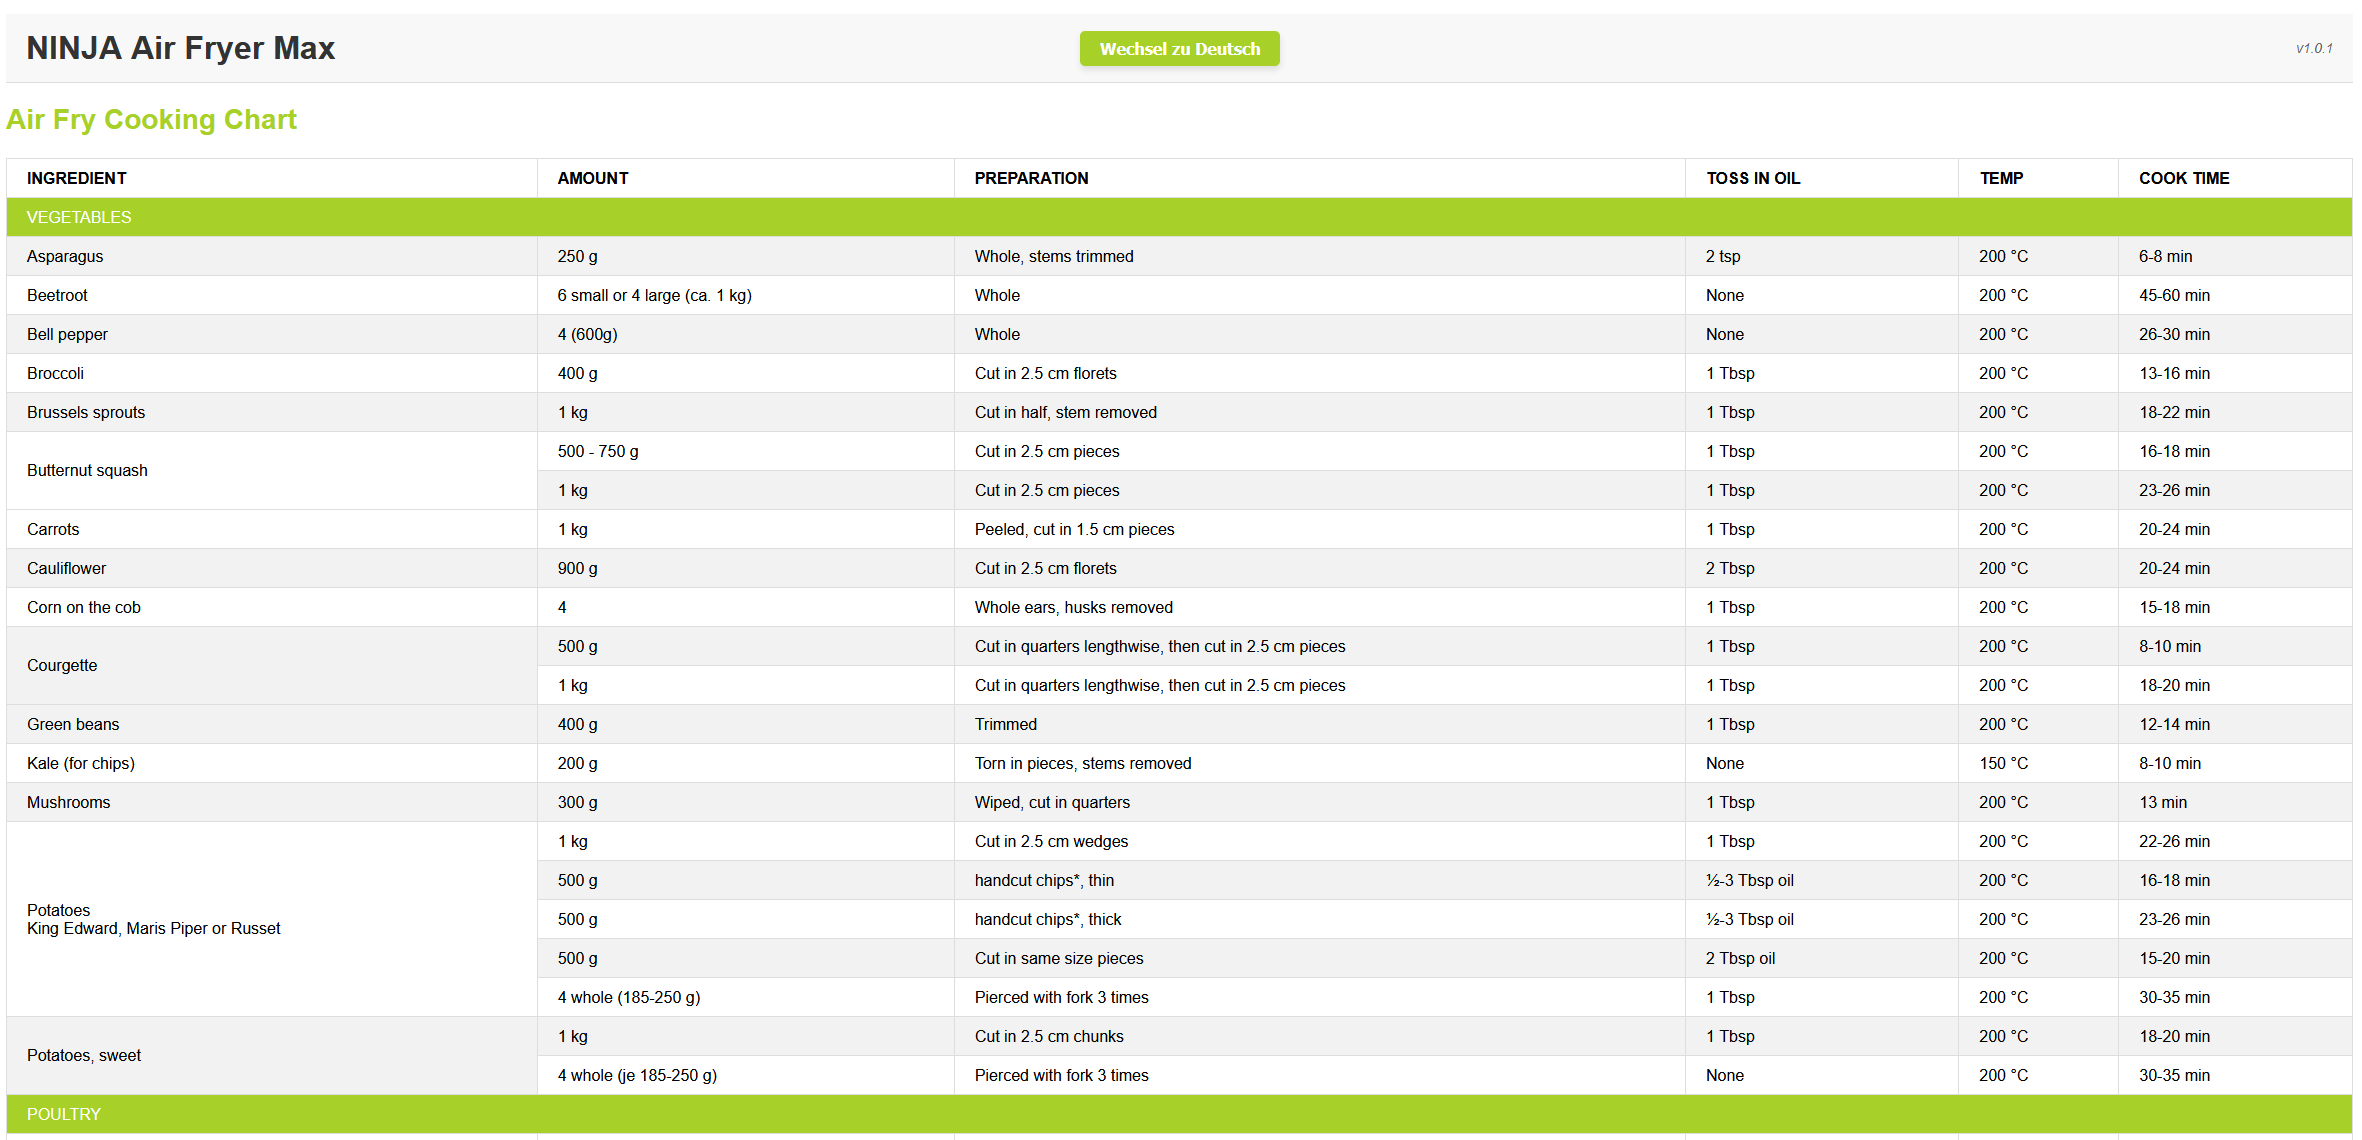 NINJA Air Fryer Max
Wechsel zu Deutsch
v1.0.1
Air Fry Cooking Chart
INGREDIENT AMOUNT PREPARATION TOSS IN OIL TEMP COOK TIME
VEGETABLES
Asparagus 250 g Whole, stems trimmed 2 tsp 200 °C 6-8 min
Beetroot 6 small or 4 large (ca. 1 kg) Whole None 200 °C 45-60 min
Bell pepper 4 (600g) Whole None 200 °C 26-30 min
Broccoli 400 g Cut in 2.5 cm florets 1 Tbsp 200 °C 13-16 min
Brussels sprouts 1 kg Cut in half, stem removed 1 Tbsp 200 °C 18-22 min
Butternut squash 500 - 750 g Cut in 2.5 cm pieces 1 Tbsp 200 °C 16-18 min
1 kg Cut in 2.5 cm pieces 1 Tbsp 200 °C 23-26 min
Carrots 1 kg Peeled, cut in 1.5 cm pieces 1 Tbsp 200 °C 20-24 min
Cauliflower 900 g Cut in 2.5 cm florets 2 Tbsp 200 °C 20-24 min
Corn on the cob 4 Whole ears, husks removed 1 Tbsp 200 °C 15-18 min
Courgette 500 g Cut in quarters lengthwise, then cut in 2.5 cm pieces 1 Tbsp 200 °C 8-10 min
1 kg Cut in quarters lengthwise, then cut in 2.5 cm pieces 1 Tbsp 200 °C 18-20 min
Green beans 400 g Trimmed 1 Tbsp 200 °C 12-14 min
Kale (for chips) 200 g Torn in pieces, stems removed None 150 °C 8-10 min
Mushrooms 300 g Wiped, cut in quarters 1 Tbsp 200 °C 13 min
Potatoes
King Edward, Maris Piper or Russet
1 kg Cut in 2.5 cm wedges 1 Tbsp 200 °C 22-26 min
500 g handcut chips*, thin ½-3 Tbsp oil 200 °C 16-18 min
500 g handcut chips*, thick ½-3 Tbsp oil 200 °C 23-26 min
500 g Cut in same size pieces 2 Tbsp oil 200 °C 15-20 min
4 whole (185-250 g) Pierced with fork 3 times 1 Tbsp 200 °C 30-35 min
Potatoes, sweet 1 kg Cut in 2.5 cm chunks 1 Tbsp 200 °C 18-20 min
4 whole (je 185-250 g) Pierced with fork 3 times None 200 °C 30-35 min
POULTRY